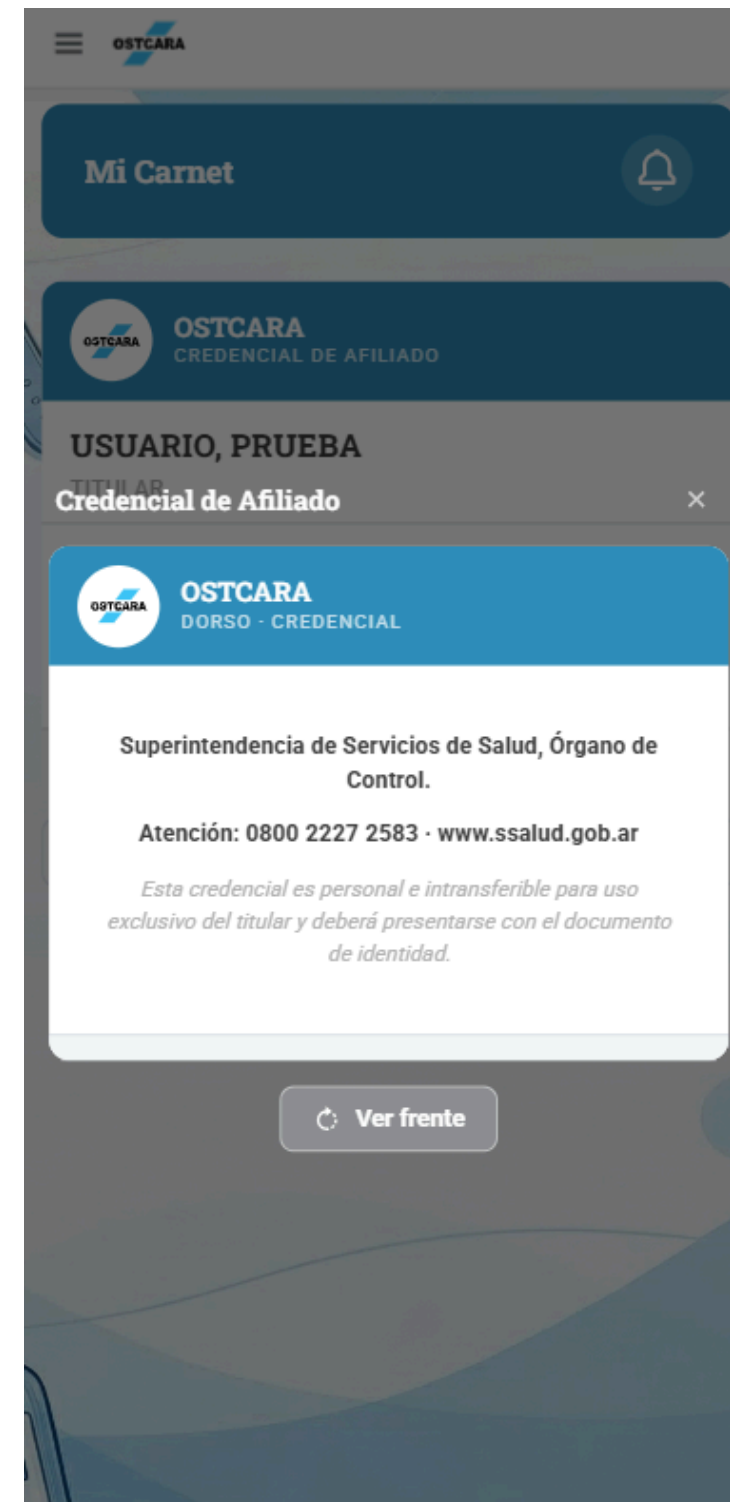 OSTCARA
Mi Carnet
OSTCARA
OSTCARA
CREDENCIAL DE AFILIADO
USUARIO, PRUEBA
TITULAR
Credencial de Afiliado
×
OSTCARA
OSTCARA
DORSO · CREDENCIAL
Superintendencia de Servicios de Salud, Órgano de
Control.
Atención: 0800 2227 2583 · www.ssalud.gob.ar
Esta credencial es personal e intransferible para uso
exclusivo del titular y deberá presentarse con el documento
de identidad.
Ver frente